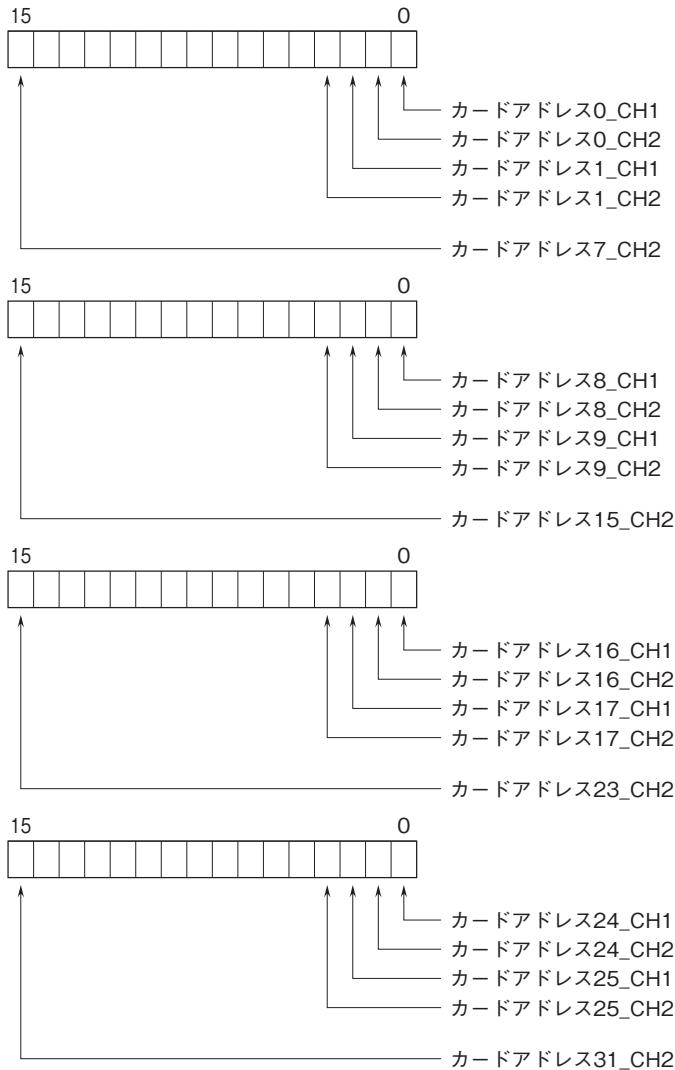 15 0
カードアドレス0_CH1
カードアドレス0_CH2
カードアドレス1_CH1
カードアドレス1_CH2
カードアドレス7_CH2
15 0
カードアドレス8_CH1
カードアドレス8_CH2
カードアドレス9_CH1
カードアドレス9_CH2
カードアドレス15_CH2
15 0
カードアドレス16_CH1
カードアドレス16_CH2
カードアドレス17_CH1
カードアドレス17_CH2
カードアドレス23_CH2
15 0
カードアドレス24_CH1
カードアドレス24_CH2
カードアドレス25_CH1
カードアドレス25_CH2
カードアドレス31_CH2